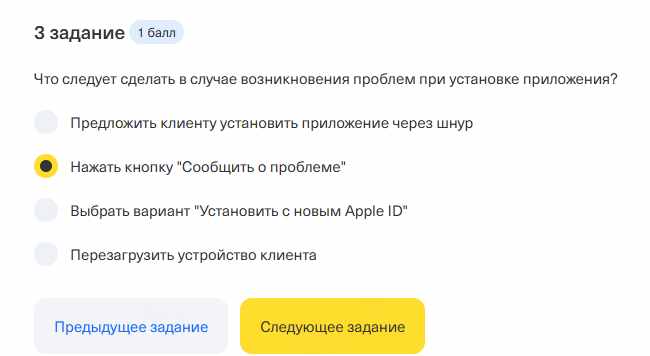 3 задание 1 балл
Что следует сделать в случае возникновения проблем при установке приложения?
Предложить клиенту установить приложение через шнур
Нажать кнопку "Сообщить о проблеме"
Выбрать вариант "Установить с новым Apple ID"
Перезагрузить устройство клиента
Предыдущее задание Следующее задание